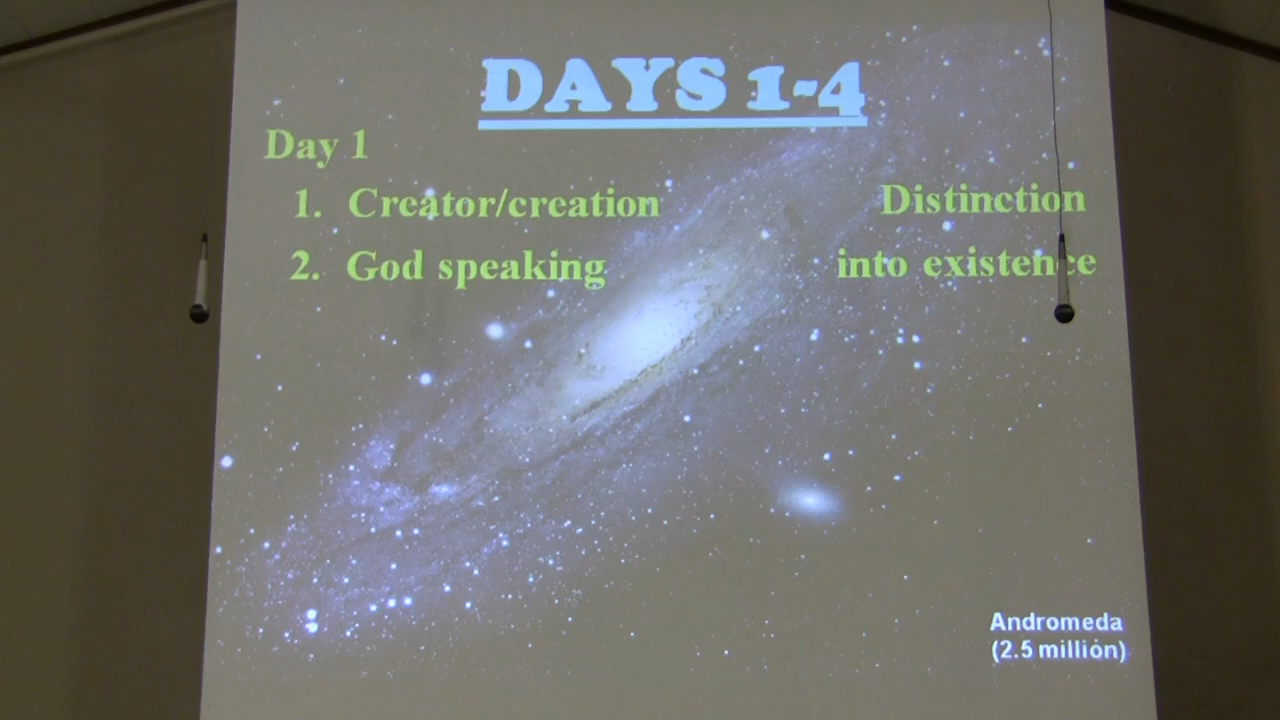 DAYS 1-4
Day 1
1. Creator/creation Distinction
2. God speaking into existence
Andromeda
(2.5 million)